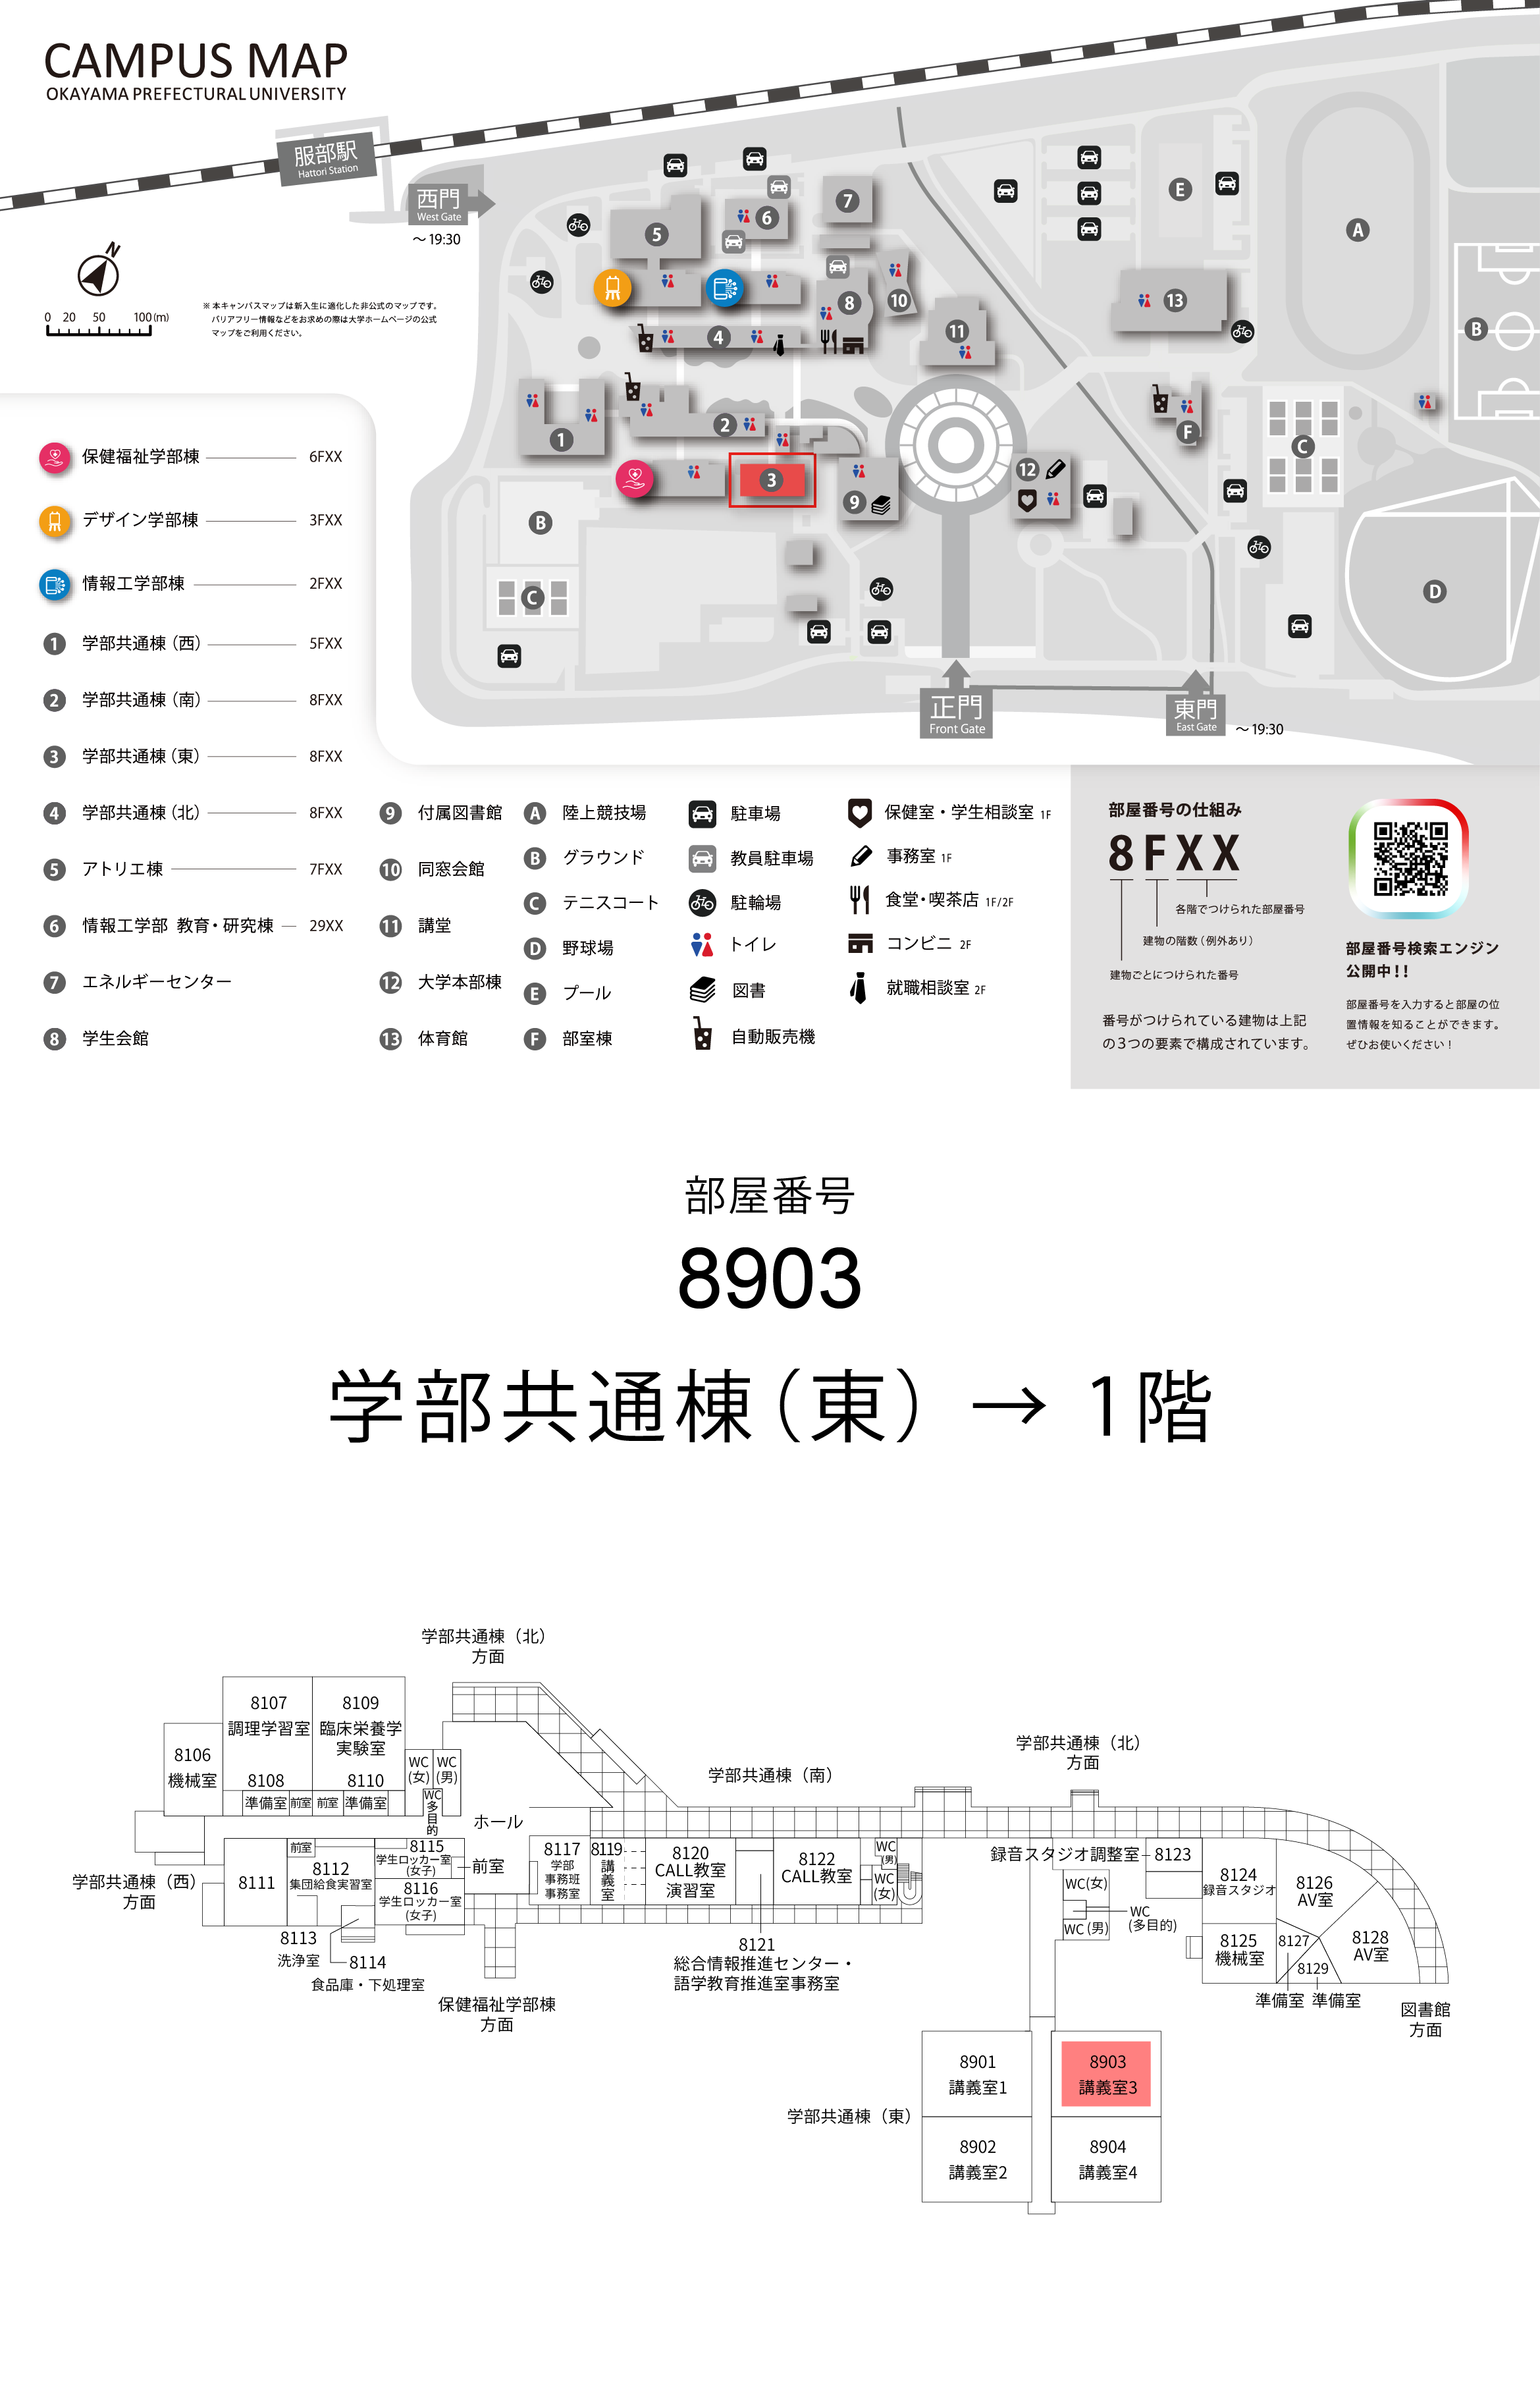 CAMPUS MAP
OKAYAMA PREFECTURAL UNIVERSITY
服部駅
Hattori Station
西門
West Gate
～19:30
N
0 20 50 100(m)
※ 本キャンパスマップは新入生に適化した非公式のマップです。
バリアフリー情報などをお求めの際は大学ホームページの公式
マップをご利用ください。
5
6
7
8
10
4
11
13
E
A
B
1
2
3
9
12
F
C
B
C
D
正門
Front Gate
東門
East Gate
～19:30
保健福祉学部棟 6FXX
デザイン学部棟 3FXX
情報工学部棟 2FXX
1 学部共通棟（西） 5FXX
2 学部共通棟（南） 8FXX
3 学部共通棟（東） 8FXX
4 学部共通棟（北） 8FXX
5 アトリエ棟 7FXX
6 情報工学部 教育・研究棟 29XX
7 エネルギーセンター
8 学生会館
9 付属図書館
10 同窓会館
11 講堂
12 大学本部棟
13 体育館
A 陸上競技場
B グラウンド
C テニスコート
D 野球場
E プール
F 部室棟
駐車場
教員駐車場
駐輪場
トイレ
図書
自動販売機
保健室・学生相談室 1F
事務室 1F
食堂・喫茶店 1F/2F
コンビニ 2F
就職相談室 2F
部屋番号の仕組み
8FXX
各階でつけられた部屋番号
建物の階数（例外あり）
建物ごとにつけられた番号
番号がつけられている建物は上記
の3つの要素で構成されています。
部屋番号検索エンジン
公開中！！
部屋番号を入力すると部屋の位
置情報を知ることができます。
ぜひお使いください！
部屋番号
8903
学部共通棟（東）→ 1階
学部共通棟（北）
方面
8107
調理学習室
8109
臨床栄養学
実験室
8106
機械室
8108
準備室
前室
前室
8110
準備室
WC
(女)
WC
(男)
WC
多
目
的
ホール
学部共通棟（西）
方面
8111
前室
8112
集団給食実習室
8115
学生ロッカー室
(女子)
前室
8116
学生ロッカー室
(女子)
8113
洗浄室
8114
食品庫・下処理室
保健福祉学部棟
方面
学部共通棟（南）
8117
学部
事務班
事務室
8119
講
義
室
8120
CALL教室
演習室
8122
CALL教室
WC
(男)
WC
(女)
8121
総合情報推進センター・
語学教育推進室事務室
学部共通棟（北）
方面
録音スタジオ調整室
8123
WC(女)
WC
(多目的)
WC (男)
8124
録音スタジオ
8125
機械室
8126
AV室
8127
8128
AV室
8129
準備室
準備室
図書館
方面
学部共通棟（東）
8901
講義室1
8903
講義室3
8902
講義室2
8904
講義室4